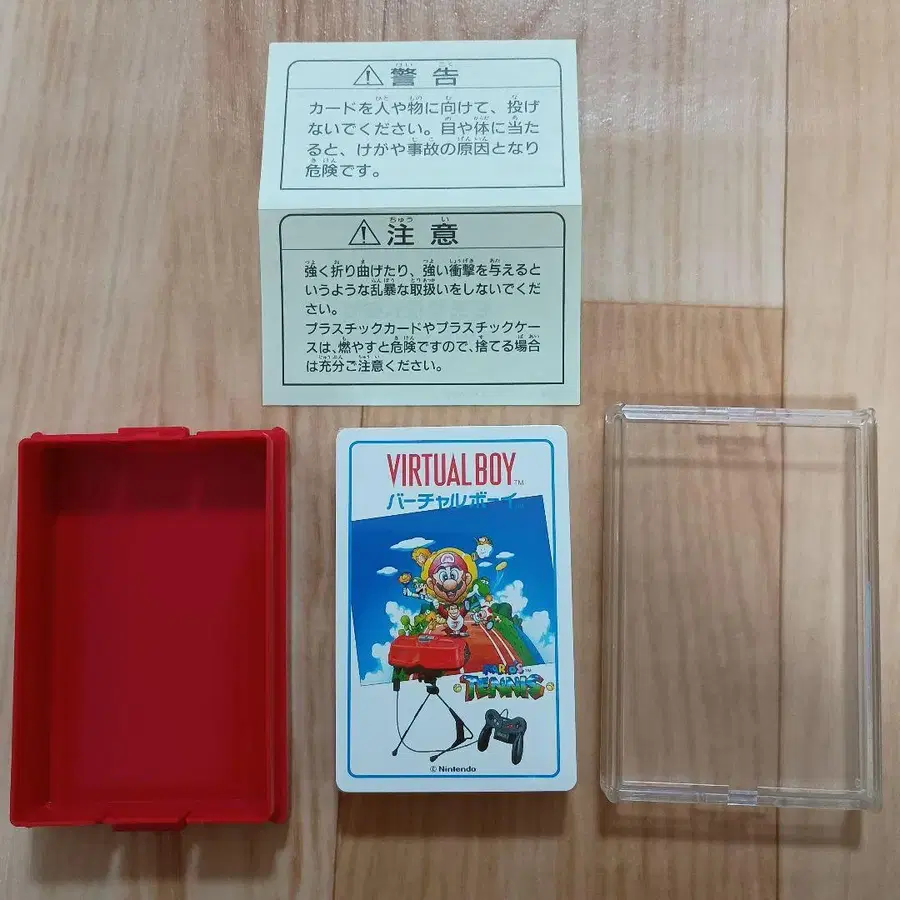 警告
カードを人や物に向けて、投げ
ないでください。目や体に当た
ると、けがや事故の原因となり
危険です。
注意
強く折り曲げたり、強い衝撃を与えると
いうような乱暴な取扱いをしないでくだ
さい。
プラスチックカードやプラスチックケー
スは、燃やすと危険ですので、捨てる場合
は充分ご注意ください。
VIRTUAL BOY™
バーチャルボーイ
MARIO'S™
TENNIS
© Nintendo